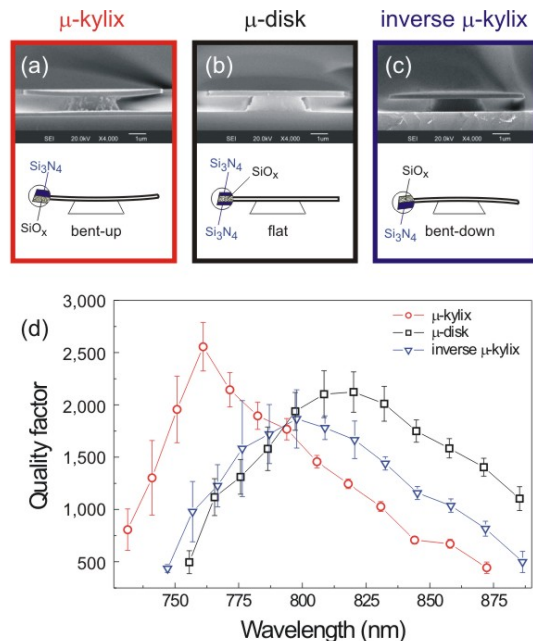 μ-kylix
μ-disk
inverse μ-kylix
(a)
SEI 20.0kV X4,000 1μm
Si3N4
SiOx
bent-up
(b)
SEI 20.0kV X4,000 1μm
SiOx
Si3N4
flat
(c)
SEI 20.0kV X4,000 1μm
SiOx
Si3N4
bent-down
(d)
μ-kylix
μ-disk
inverse μ-kylix
3,000
2,500
2,000
1,500
1,000
500
Quality factor
750 775 800 825 850 875
Wavelength (nm)